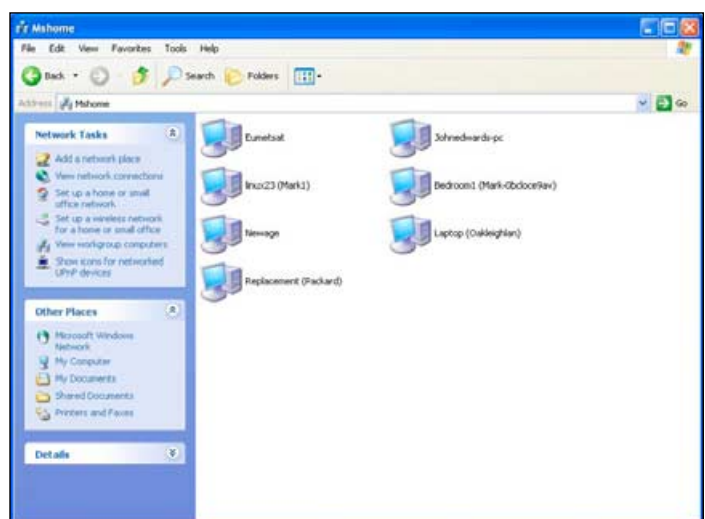 Mshome
File Edit View Favorites Tools Help
Back Search Folders
Address Mshome Go
Network Tasks
Add a network place
View network connections
Set up a home or small
office network
Set up a wireless network
for a home or small office
View workgroup computers
Show icons for networked
UPnP devices
Other Places
Microsoft Windows
Network
My Computer
My Documents
Shared Documents
Printers and Faxes
Details
Eumetsat
Johnedwards-pc
linux23 (Mark1)
Bedroom1 (Mark-0bcloce9av)
Newage
Laptop (Oakleighlan)
Replacement (Packard)